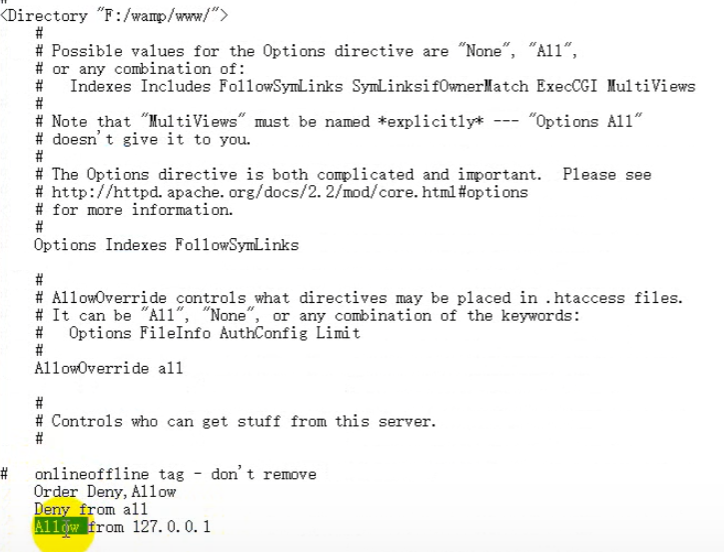 <Directory "F:/wamp/www/">
#
# Possible values for the Options directive are "None", "All",
# or any combination of:
#   Indexes Includes FollowSymLinks SymLinksifOwnerMatch ExecCGI MultiViews
#
# Note that "MultiViews" must be named *explicitly* --- "Options All"
# doesn't give it to you.
#
# The Options directive is both complicated and important.  Please see
# http://httpd.apache.org/docs/2.2/mod/core.html#options
# for more information.
#
Options Indexes FollowSymLinks
#
# AllowOverride controls what directives may be placed in .htaccess files.
# It can be "All", "None", or any combination of the keywords:
#   Options FileInfo AuthConfig Limit
#
AllowOverride all
#
# Controls who can get stuff from this server.
#
#   onlineoffline tag - don't remove
Order Deny,Allow
Deny from all
Allow from 127.0.0.1